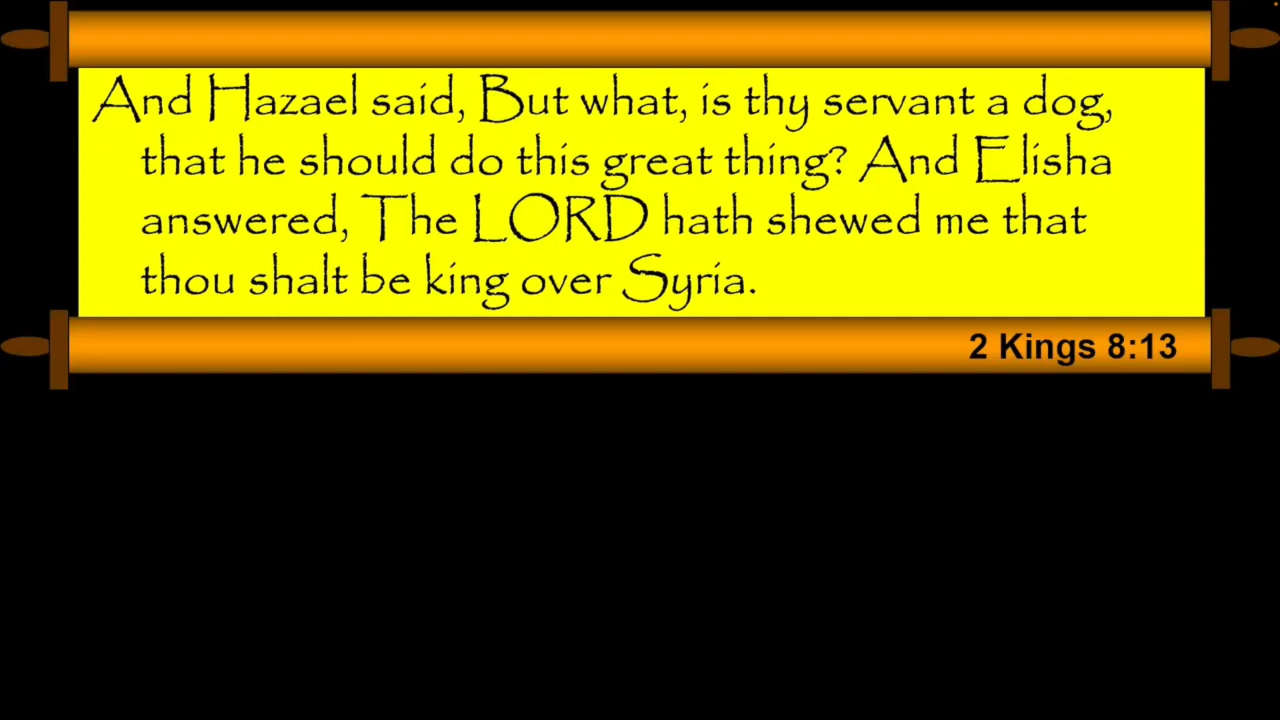 And Hazael said, But what, is thy servant a dog,
that he should do this great thing? And Elisha
answered, The LORD hath shewed me that
thou shalt be king over Syria.
2 Kings 8:13